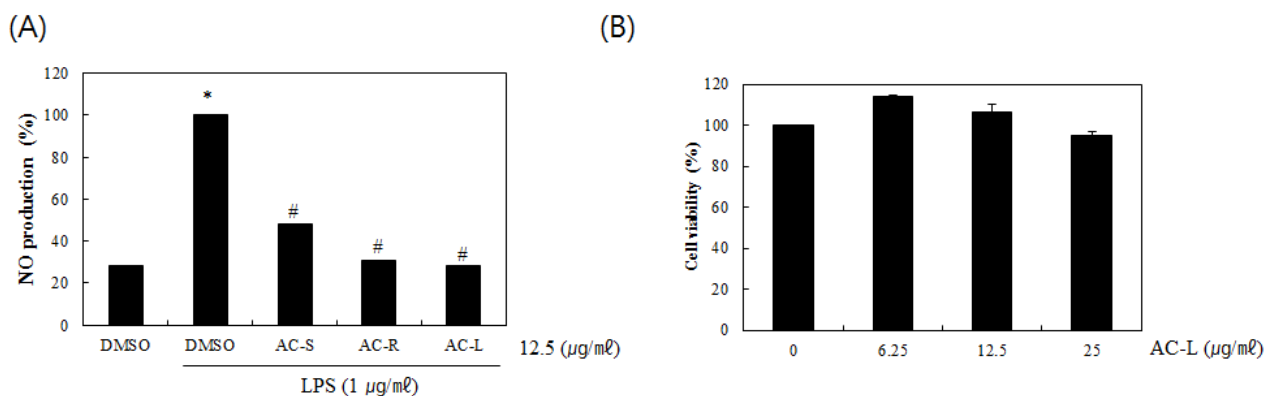 (A)
(B)
NO production (%)
120
100
80
60
40
20
0
*
#
#
#
DMSO DMSO AC-S AC-R AC-L 12.5 (µg/㎖)
LPS (1 µg/㎖)
Cell viability (%)
120
100
80
60
40
20
0
0 6.25 12.5 25 AC-L (µg/㎖)